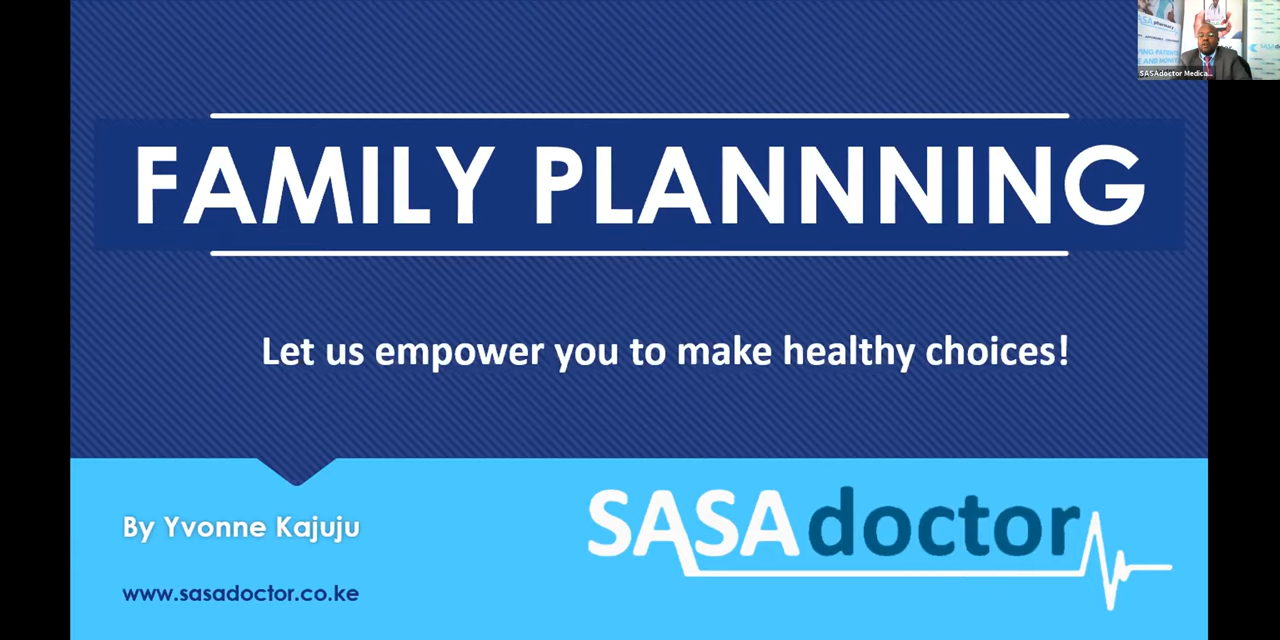 FAMILY PLANNNING
Let us empower you to make healthy choices!
By Yvonne Kajuju
www.sasadoctor.co.ke
SASAdoctor
SASAdoctor Medica...